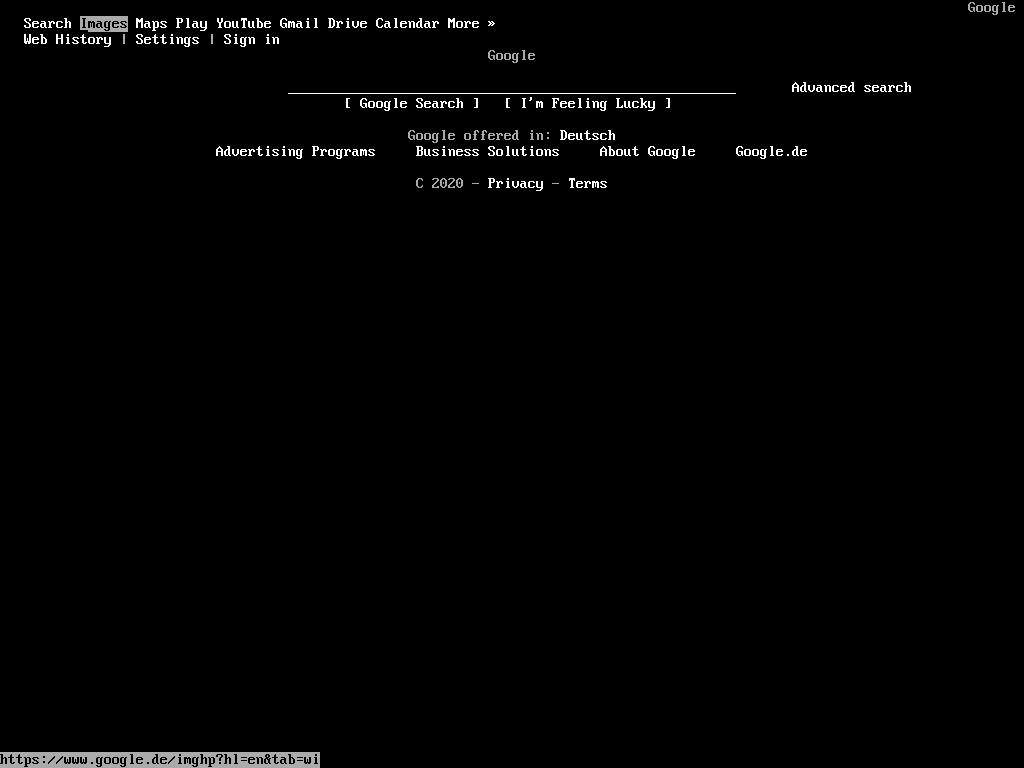 Google
Search Images Maps Play YouTube Gmail Drive Calendar More »
Web History | Settings | Sign in
Google
Advanced search
[ Google Search ] [ I'm Feeling Lucky ]
Google offered in: Deutsch
Advertising Programs Business Solutions About Google Google.de
C 2020 - Privacy - Terms
https://www.google.de/imghp?hl=en&tab=wi